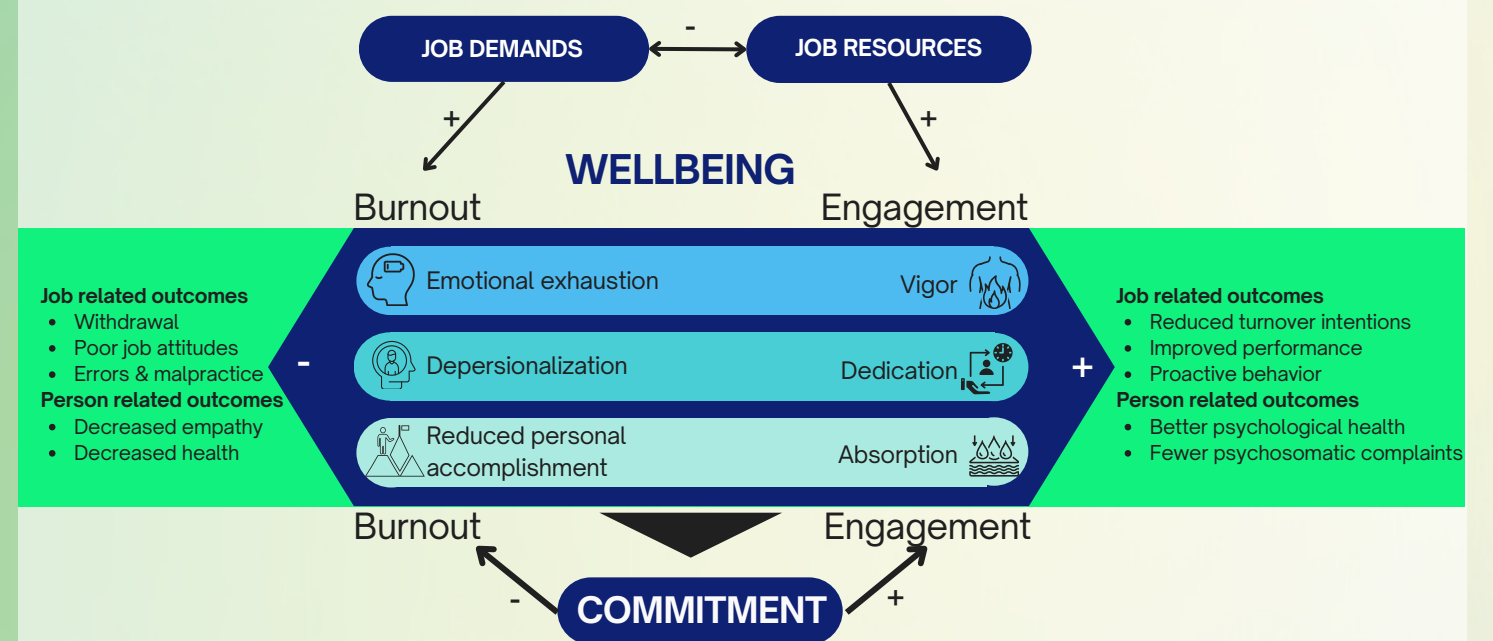 JOB DEMANDS
-
JOB RESOURCES
+
+
WELLBEING
Burnout
Engagement
Job related outcomes
• Withdrawal
• Poor job attitudes
• Errors & malpractice
Person related outcomes
• Decreased empathy
• Decreased health
-
Emotional exhaustion
Vigor
Depersionalization
Dedication
Reduced personal
accomplishment
Absorption
+
Job related outcomes
• Reduced turnover intentions
• Improved performance
• Proactive behavior
Person related outcomes
• Better psychological health
• Fewer psychosomatic complaints
Burnout
Engagement
-
COMMITMENT
+